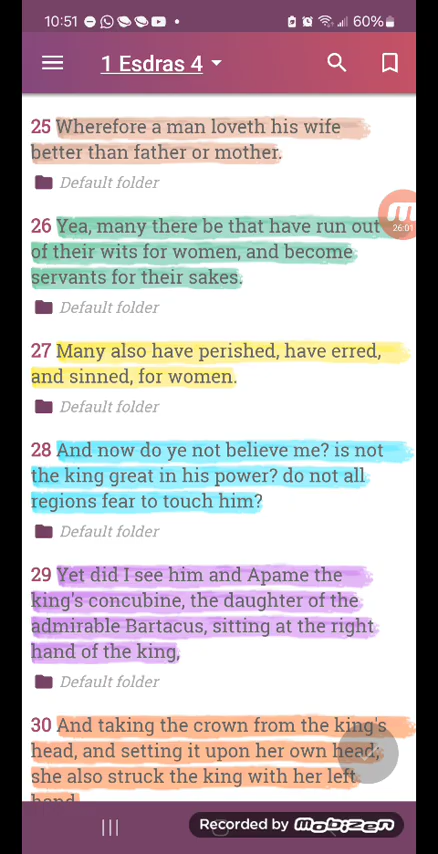 10:51 60%
1 Esdras 4
25 Wherefore a man loveth his wife
better than father or mother.
Default folder
26 Yea, many there be that have run out
of their wits for women, and become
servants for their sakes.
26:01
Default folder
27 Many also have perished, have erred,
and sinned, for women.
Default folder
28 And now do ye not believe me? is not
the king great in his power? do not all
regions fear to touch him?
Default folder
29 Yet did I see him and Apame the
king's concubine, the daughter of the
admirable Bartacus, sitting at the right
hand of the king,
Default folder
30 And taking the crown from the king's
head, and setting it upon her own head;
she also struck the king with her left
hand.
Recorded by mobizen